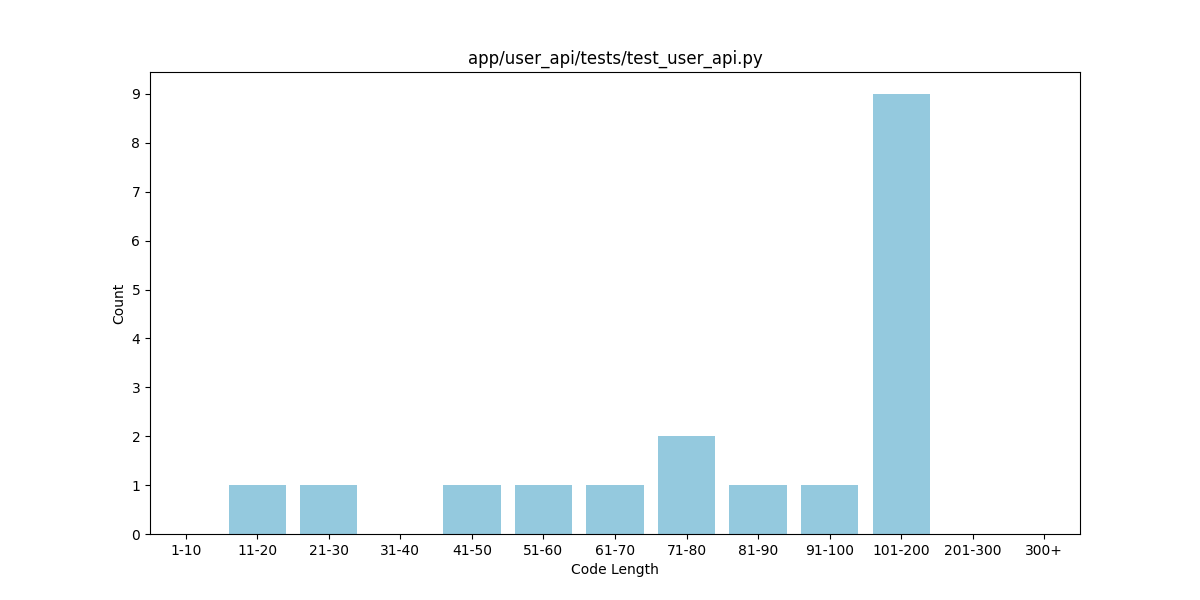 app/user_api/tests/test_user_api.py
9
8
7
6
5
4
3
2
1
0
Count
1-10 11-20 21-30 31-40 41-50 51-60 61-70 71-80 81-90 91-100 101-200 201-300 300+
Code Length